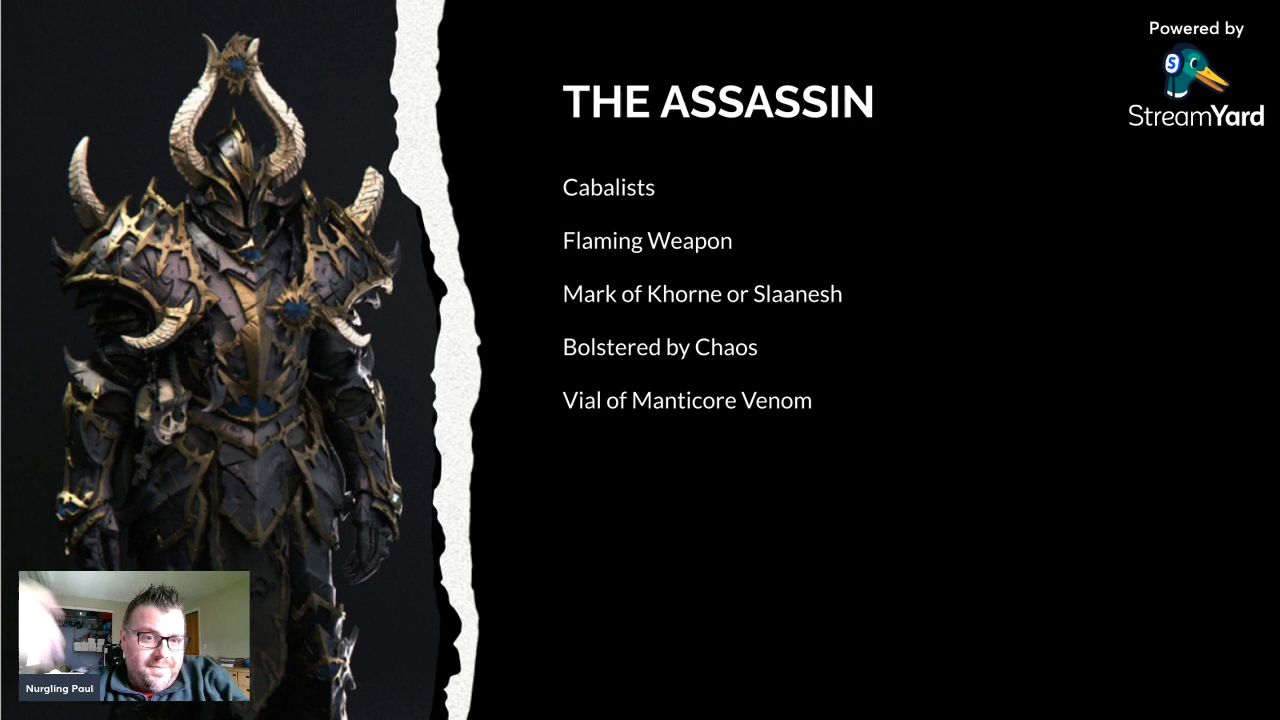 Powered by
S
StreamYard
THE ASSASSIN
Cabalists
Flaming Weapon
Mark of Khorne or Slaanesh
Bolstered by Chaos
Vial of Manticore Venom
Nurgling Paul